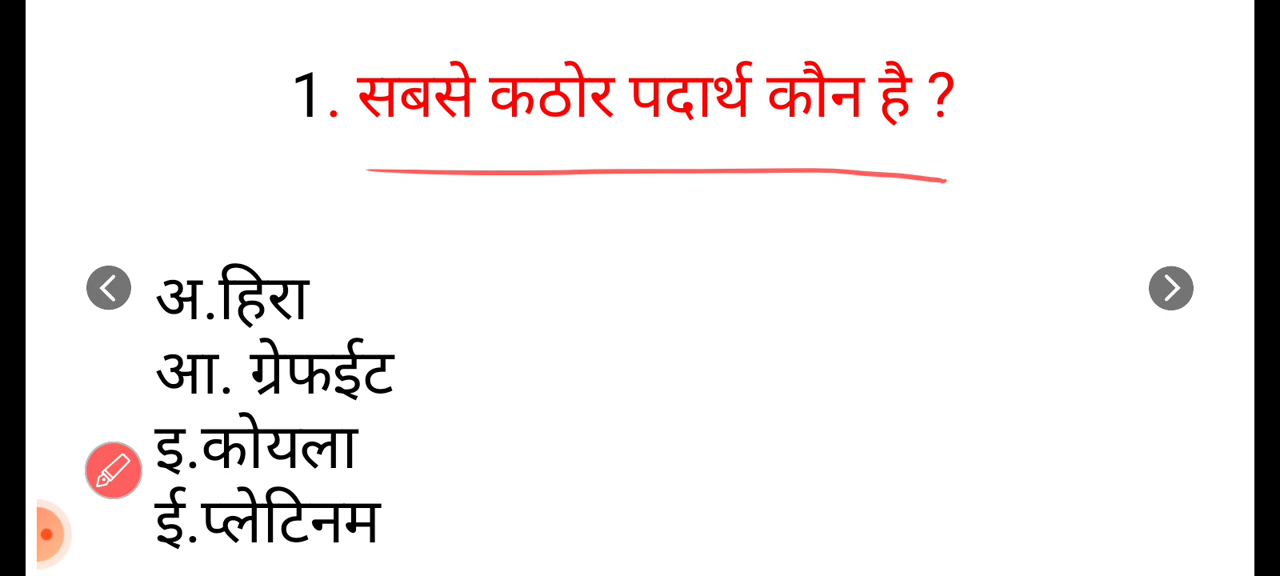 1. सबसे कठोर पदार्थ कौन है ?
अ.हिरा
आ. ग्रेफईट
इ.कोयला
ई.प्लेटिनम